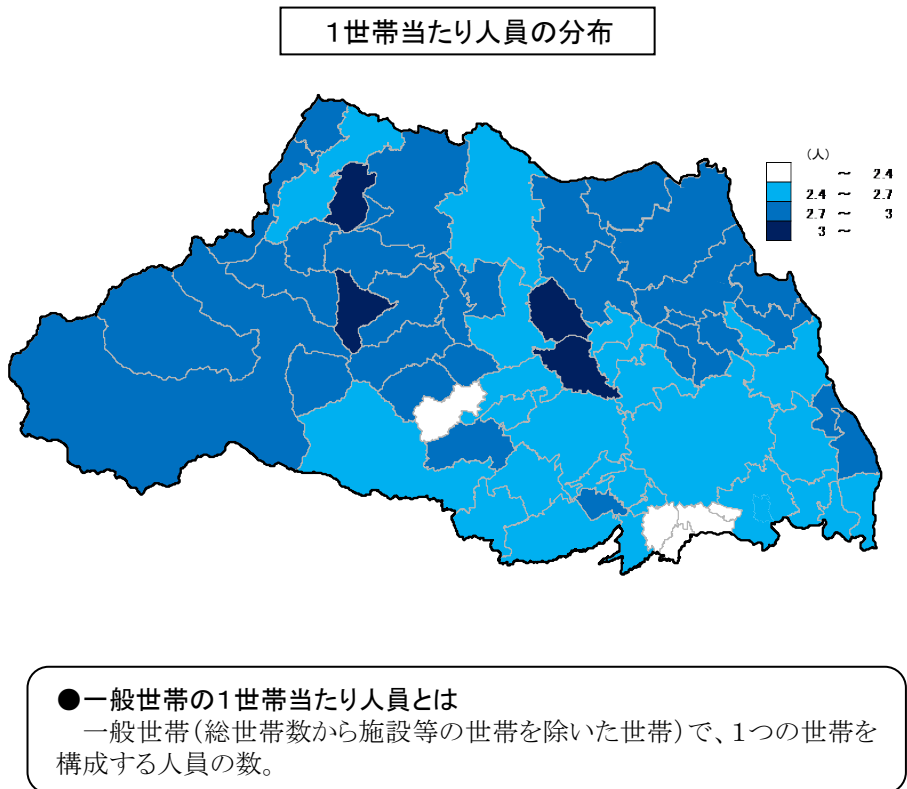 １世帯当たり人員の分布
（人）
～ 2.4
2.4 ～ 2.7
2.7 ～ 3
3 ～
●一般世帯の１世帯当たり人員とは
一般世帯（総世帯数から施設等の世帯を除いた世帯）で、１つの世帯を
構成する人員の数。